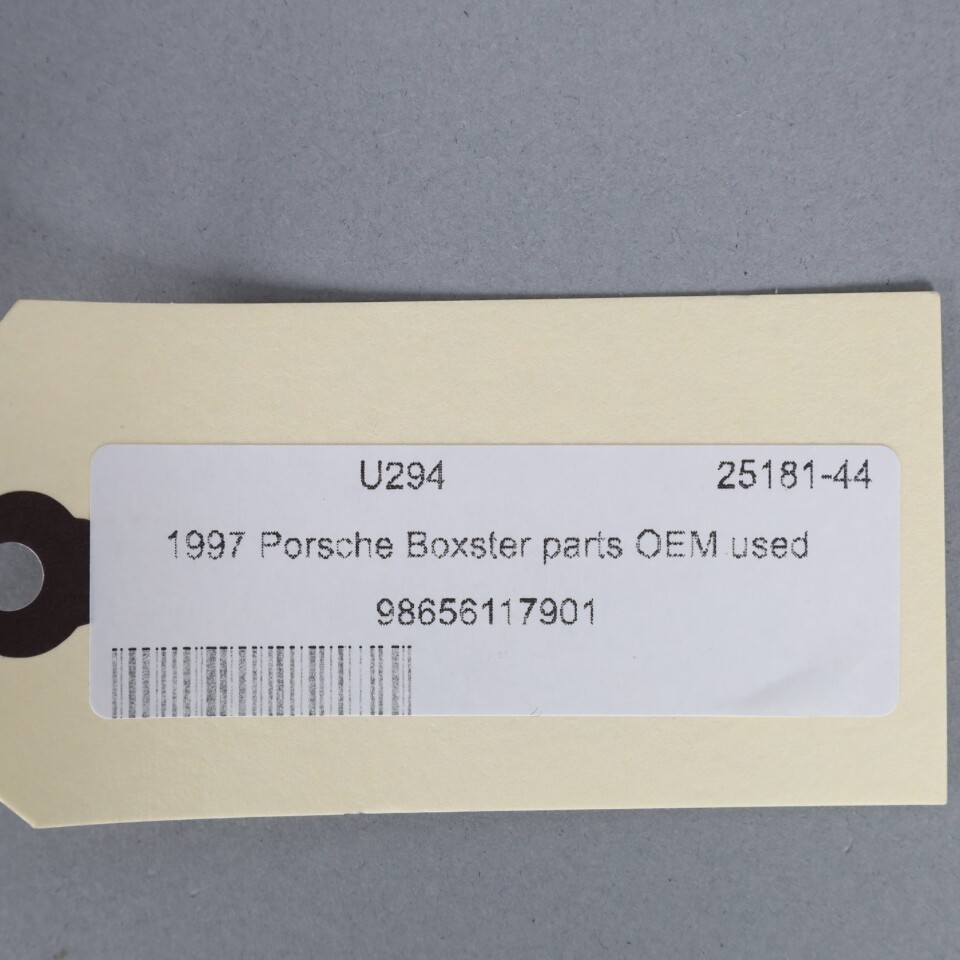 U294 25181-44
1997 Porsche Boxster parts OEM used
98656117901